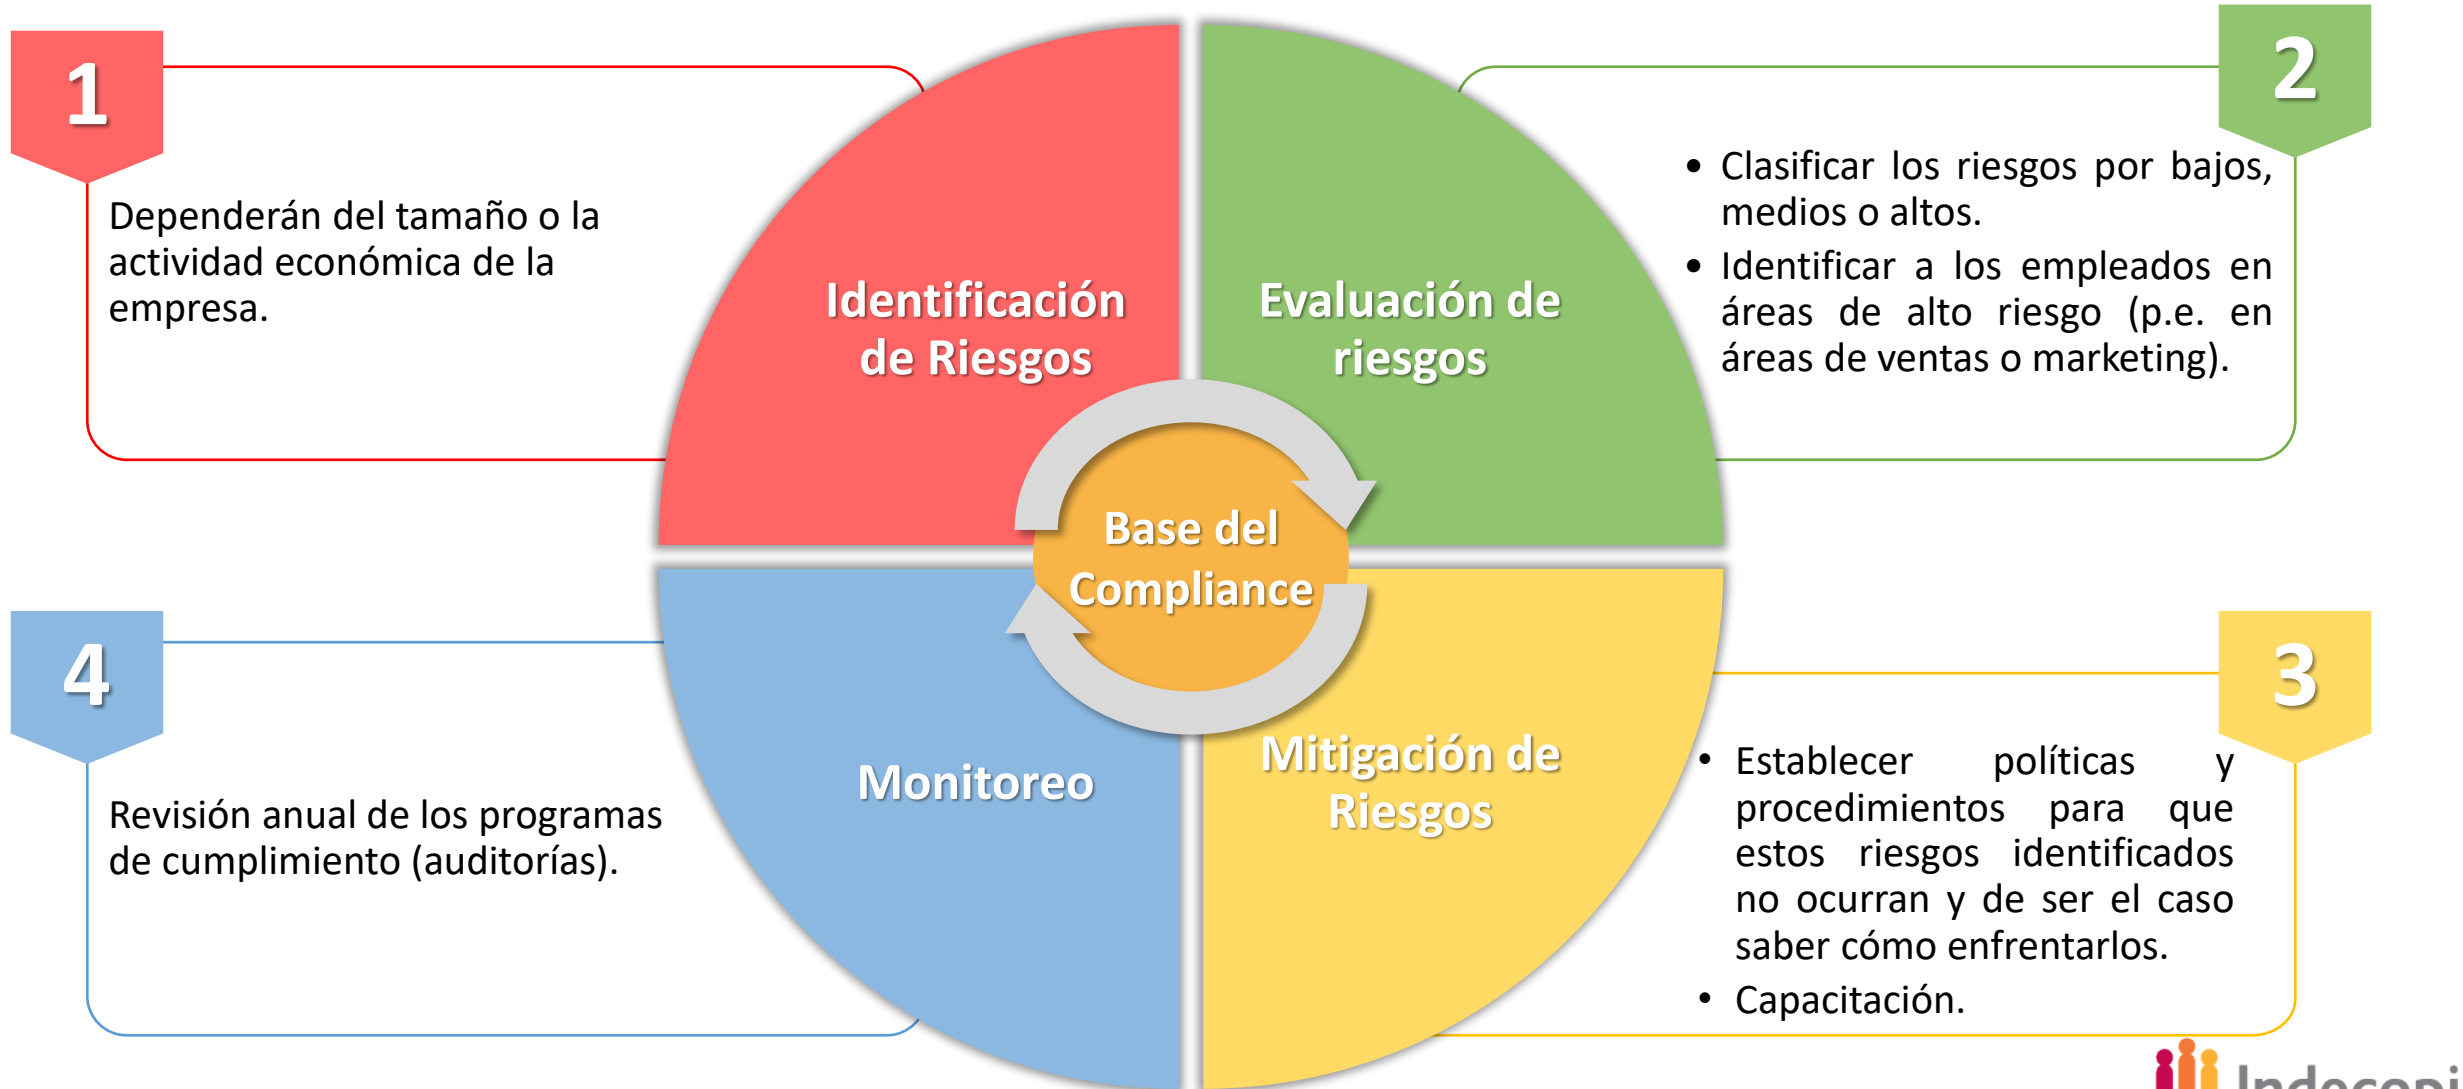 1
Dependerán del tamaño o la
actividad económica de la
empresa.
Identificación
de Riesgos
Evaluación de
riesgos
2
• Clasificar los riesgos por bajos,
medios o altos.
• Identificar a los empleados en
áreas de alto riesgo (p.e. en
áreas de ventas o marketing).
Base del
Compliance
4
Revisión anual de los programas
de cumplimiento (auditorías).
Monitoreo
Mitigación de
Riesgos
3
• Establecer políticas y
procedimientos para que
estos riesgos identificados
no ocurran y de ser el caso
saber cómo enfrentarlos.
• Capacitación.
Indecopi